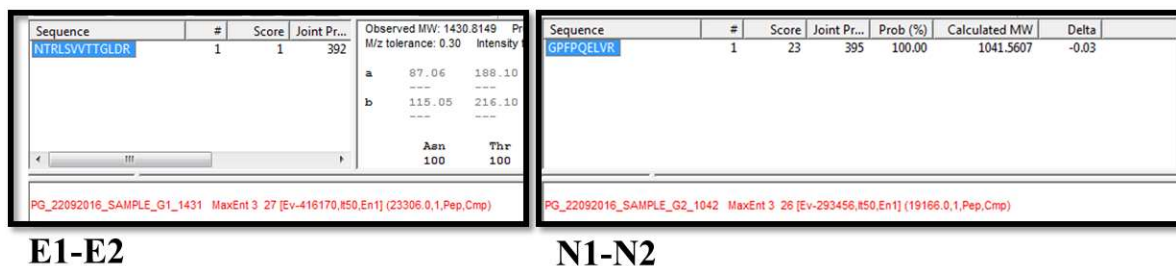 Sequence # Score Joint Pr...
NTRLSVVTTGLDR 1 1 392
Observed MW: 1430.8149 Pr
M/z tolerance: 0.30 Intensity
a 87.06 188.10
--- ---
b 115.05 216.10
--- ---
Asn Thr
100 100
PG_22092016_SAMPLE_G1_1431 MaxEnt 3 27 [Ev-416170,It50,En1] (23306.0,1,Pep,Cmp)
E1-E2
Sequence # Score Joint Pr... Prob (%) Calculated MW Delta
GPFPQELVR 1 23 395 100.00 1041.5607 -0.03
PG_22092016_SAMPLE_G2_1042 MaxEnt 3 26 [Ev-293456,It50,En1] (19166.0,1,Pep,Cmp)
N1-N2